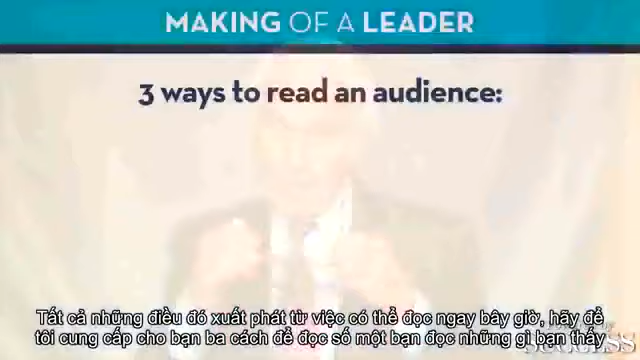 MAKING OF A LEADER
3 ways to read an audience:
Tất cả những điều đó xuất phát từ việc có thể đọc ngay bây giờ, hãy để
tôi cung cấp cho bạn ba cách để đọc số một bạn đọc những gì bạn thấy
SUCCESS